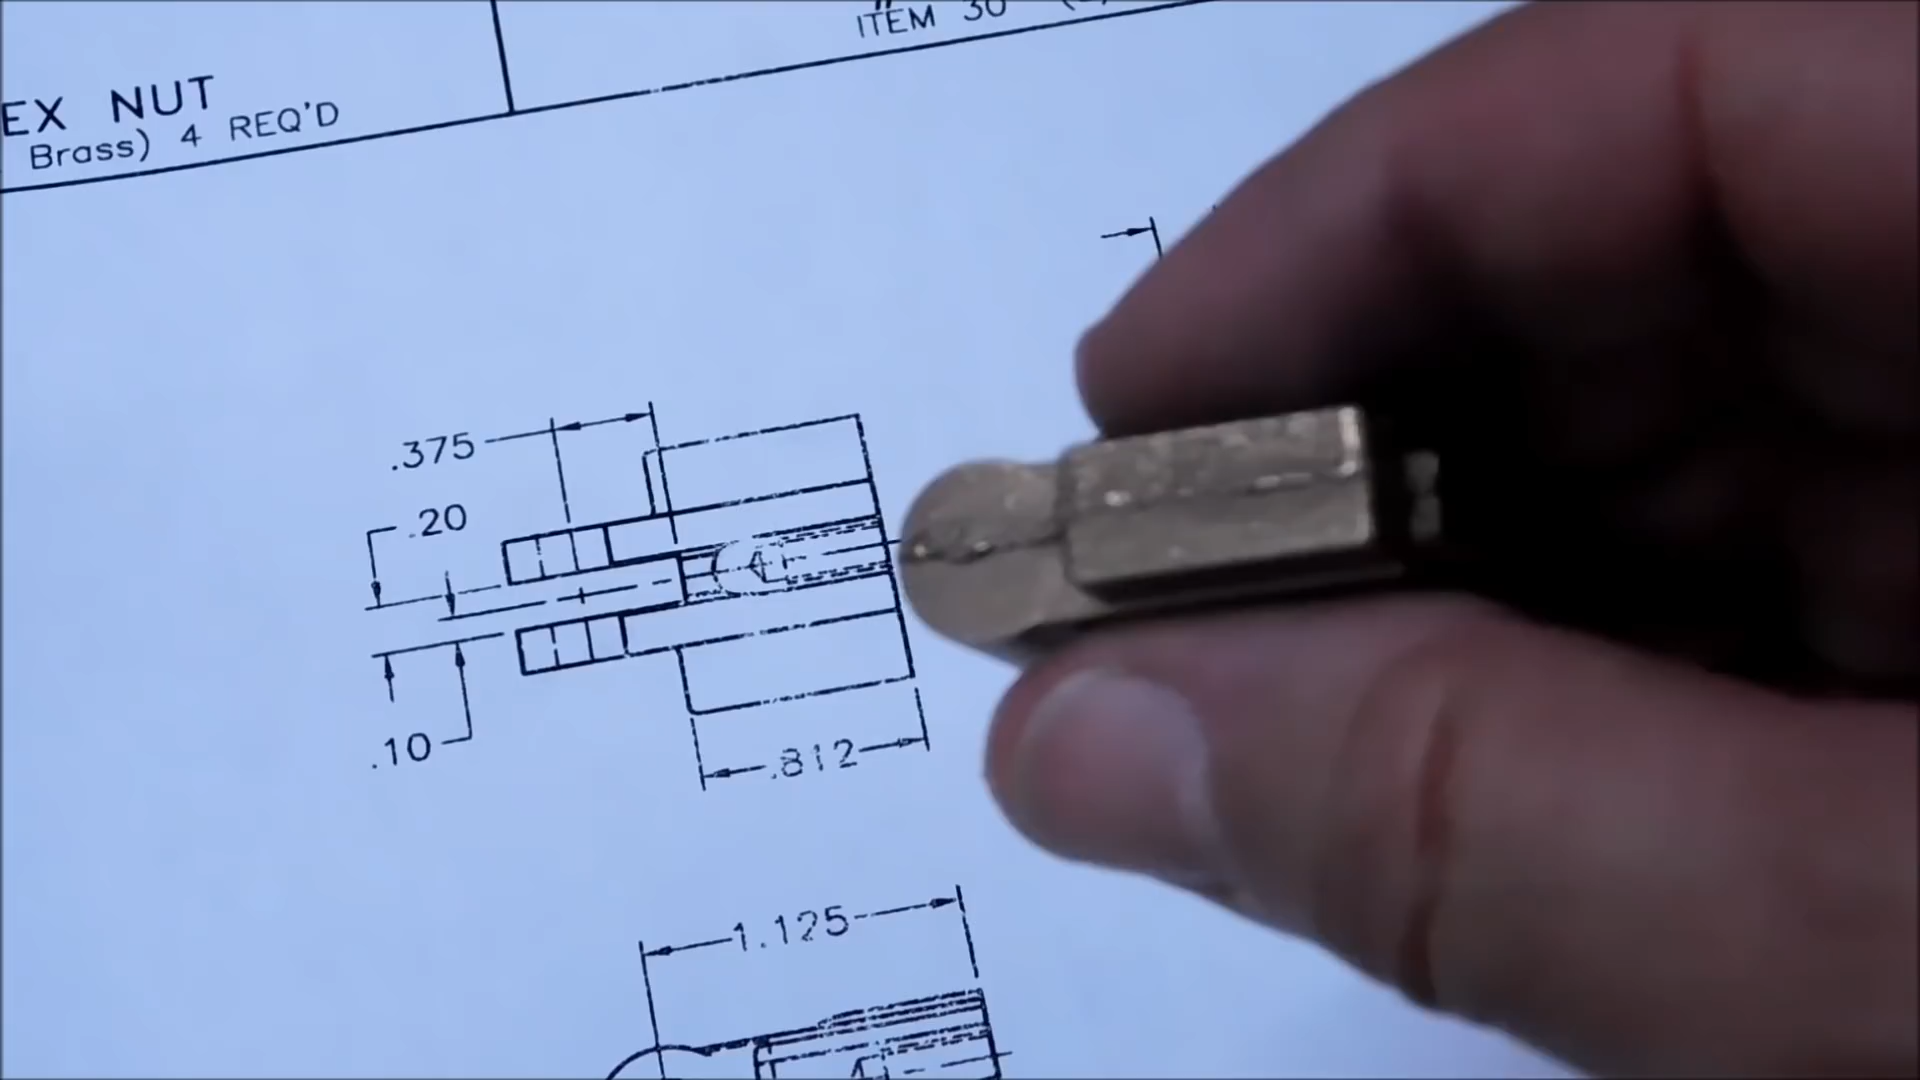 ITEM 30
EX NUT
Brass) 4 REQ'D
.375
.20
.10
.812
1.125